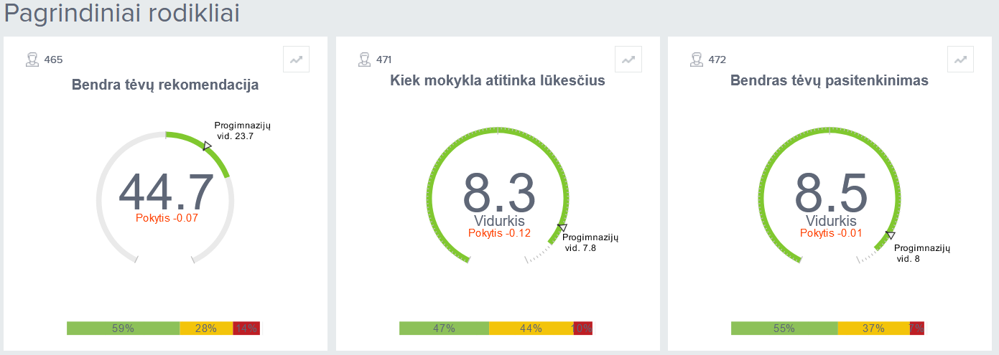 Pagrindiniai rodikliai
465
Bendra tėvų rekomendacija
Progimnazijų
vid. 23.7
44.7
Pokytis -0.07
59%
28%
14%
471
Kiek mokykla atitinka lūkesčius
8.3
Vidurkis
Pokytis -0.12
Progimnazijų
vid. 7.8
47%
44%
10%
472
Bendras tėvų pasitenkinimas
8.5
Vidurkis
Pokytis -0.01
Progimnazijų
vid. 8
55%
37%
7%